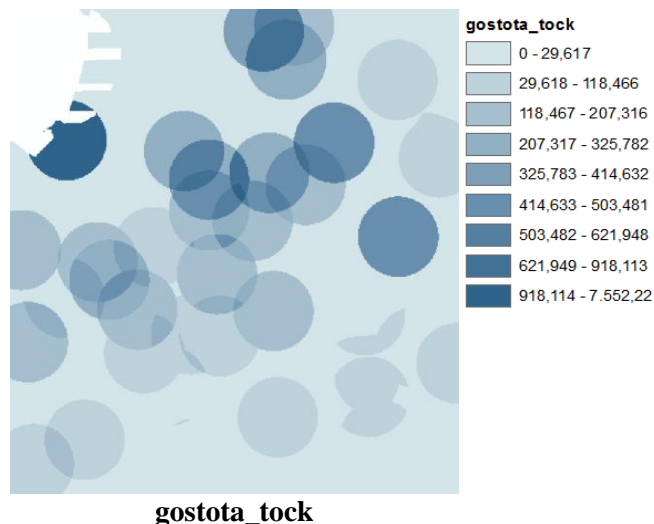 gostota_tock
0 - 29,617
29,618 - 118,466
118,467 - 207,316
207,317 - 325,782
325,783 - 414,632
414,633 - 503,481
503,482 - 621,948
621,949 - 918,113
918,114 - 7.552,22
gostota_tock